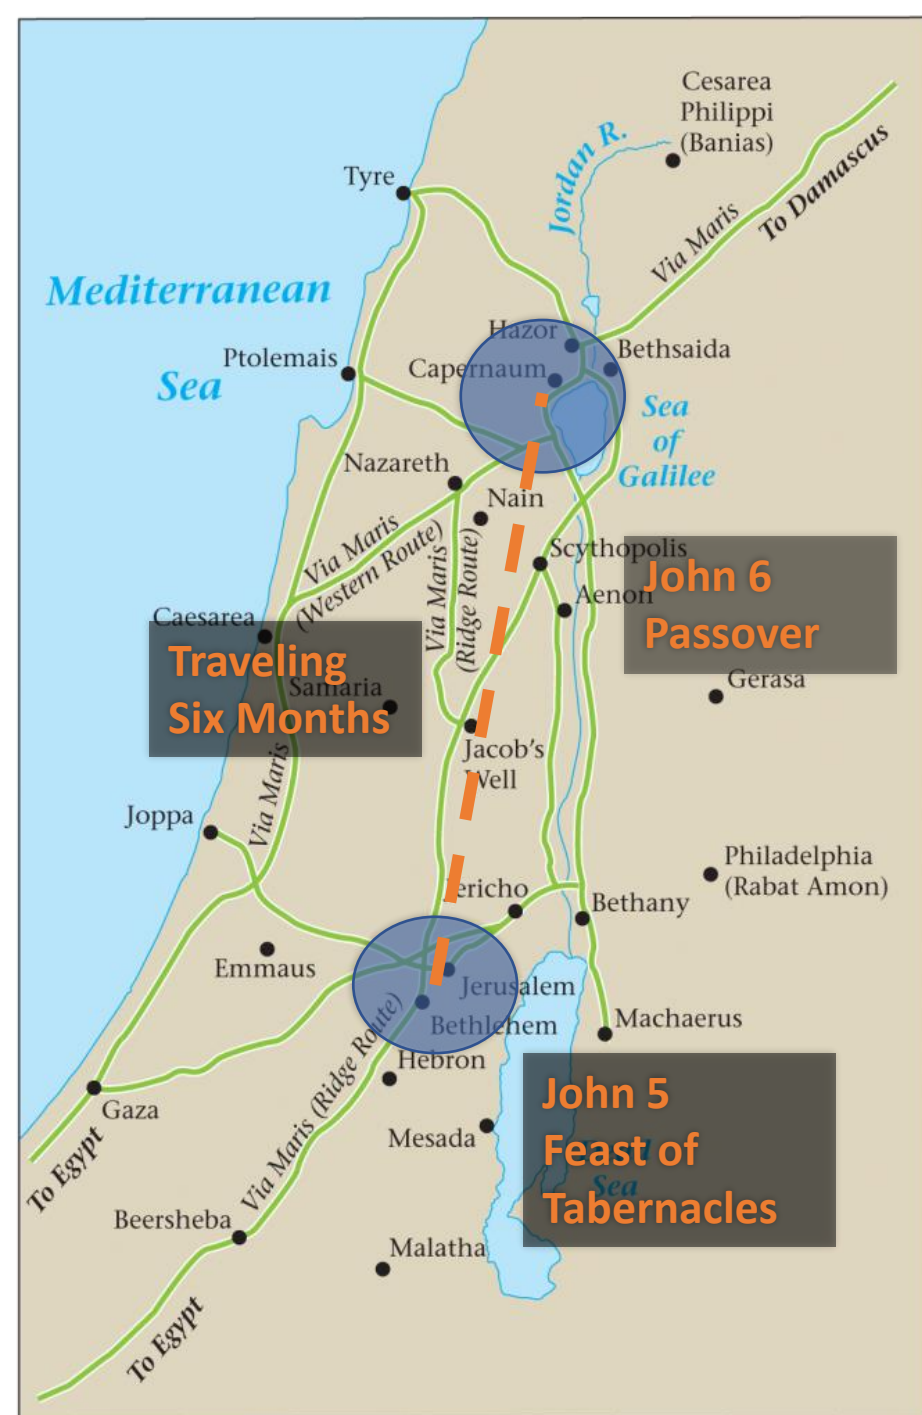 Cesarea
Philippi
(Banias)
Jordan R.
To Damascus
Via Maris
Tyre
Mediterranean
Sea
Hazor
Ptolemais
Bethsaida
Capernaum
Sea
of
Galilee
Nazareth
Nain
Via Maris
(Western Route)
Via Maris
(Ridge Route)
Scythopolis
Aenon
John 6
Passover
Caesarea
Traveling
Six Months
Samaria
Gerasa
Jacob's
Well
Via Maris
Joppa
Philadelphia
(Rabat Amon)
Jericho
Bethany
Emmaus
Jerusalem
Bethlehem
Machaerus
Hebron
Gaza
Via Maris (Ridge Route)
John 5
Feast of
Tabernacles
Mesada
Dead
Sea
To Egypt
Beersheba
Malatha
To Egypt